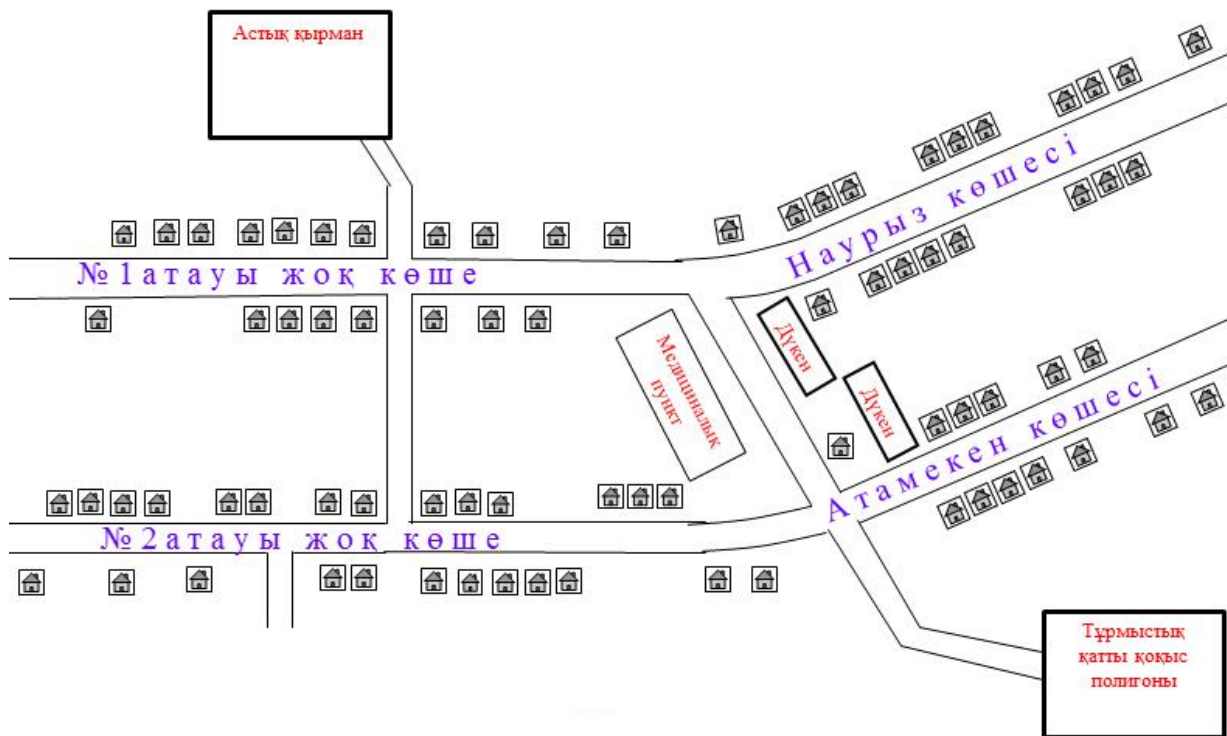 Астық қырман
Наурыз көшесі
№1атауы жоқ көше
Медициналық
пункт
Дүкен
Дүкен
Атамекен көшесі
№2атауы жоқ көше
Тұрмыстық
қатты қоқыс
полигоны